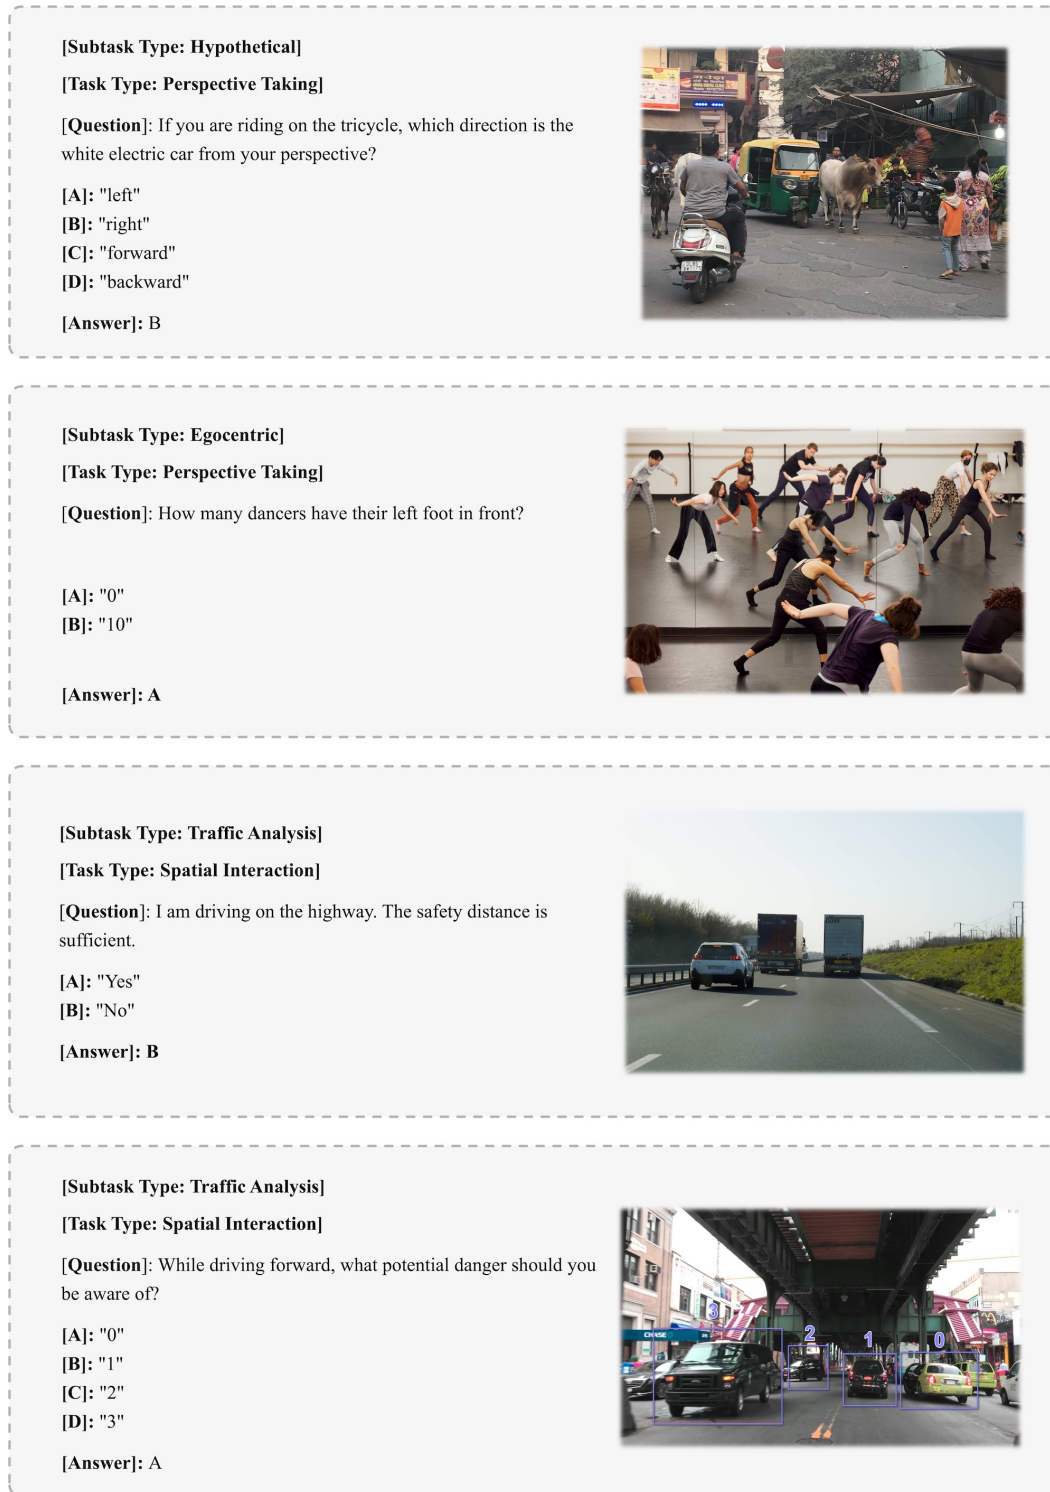 [Subtask Type: Hypothetical]
[Task Type: Perspective Taking]
[Question]: If you are riding on the tricycle, which direction is the
white electric car from your perspective?
[A]: "left"
[B]: "right"
[C]: "forward"
[D]: "backward"
[Answer]: B
[Subtask Type: Egocentric]
[Task Type: Perspective Taking]
[Question]: How many dancers have their left foot in front?
[A]: "0"
[B]: "10"
[Answer]: A
[Subtask Type: Traffic Analysis]
[Task Type: Spatial Interaction]
[Question]: I am driving on the highway. The safety distance is
sufficient.
[A]: "Yes"
[B]: "No"
[Answer]: B
[Subtask Type: Traffic Analysis]
[Task Type: Spatial Interaction]
[Question]: While driving forward, what potential danger should you
be aware of?
[A]: "0"
[B]: "1"
[C]: "2"
[D]: "3"
[Answer]: A
3
2
1
0
CHASE